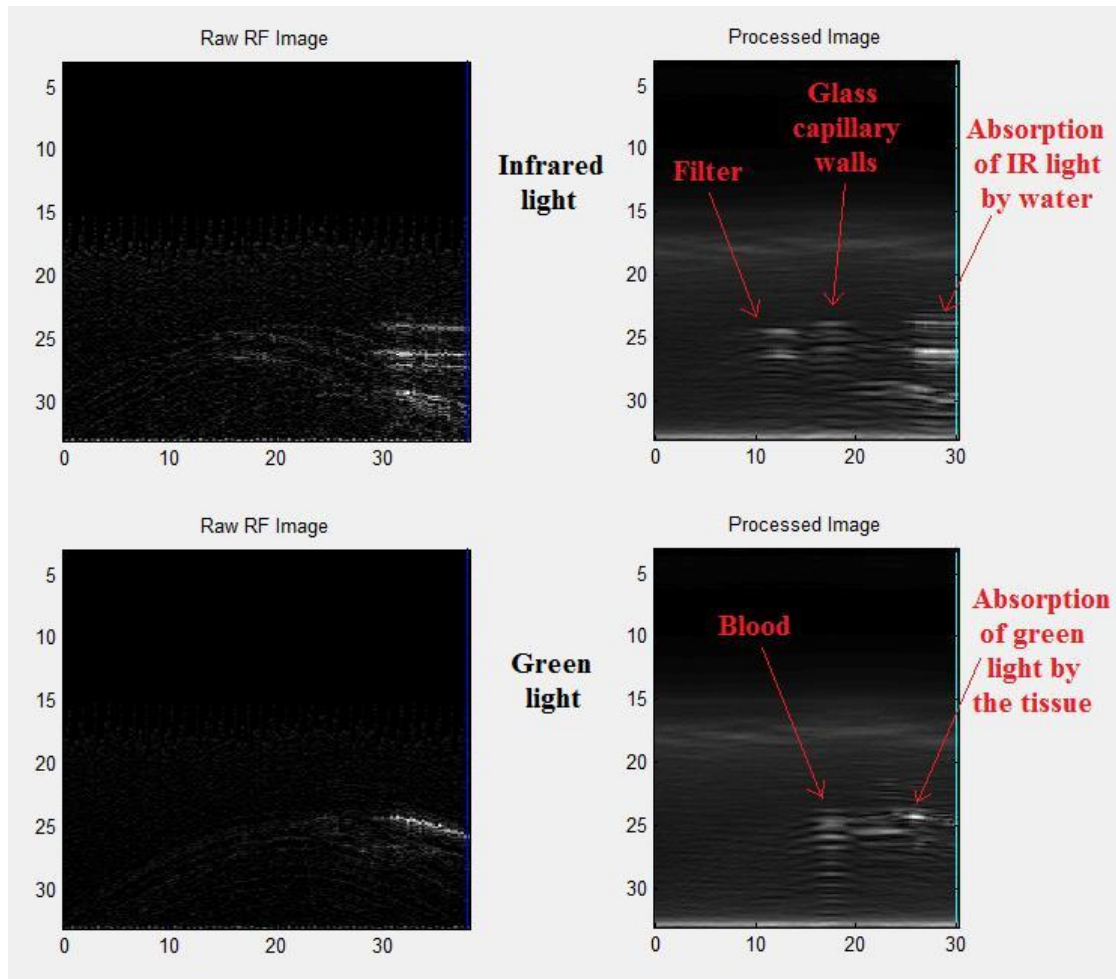 Raw RF Image
5
10
15
20
25
30
0 10 20 30
Infrared
light
Processed Image
5
10
15
20
25
30
0 10 20 30
Filter
Glass
capillary
walls
Absorption
of IR light
by water
Raw RF Image
5
10
15
20
25
30
0 10 20 30
Green
light
Processed Image
5
10
15
20
25
30
0 10 20 30
Blood
Absorption
of green
light by
the tissue